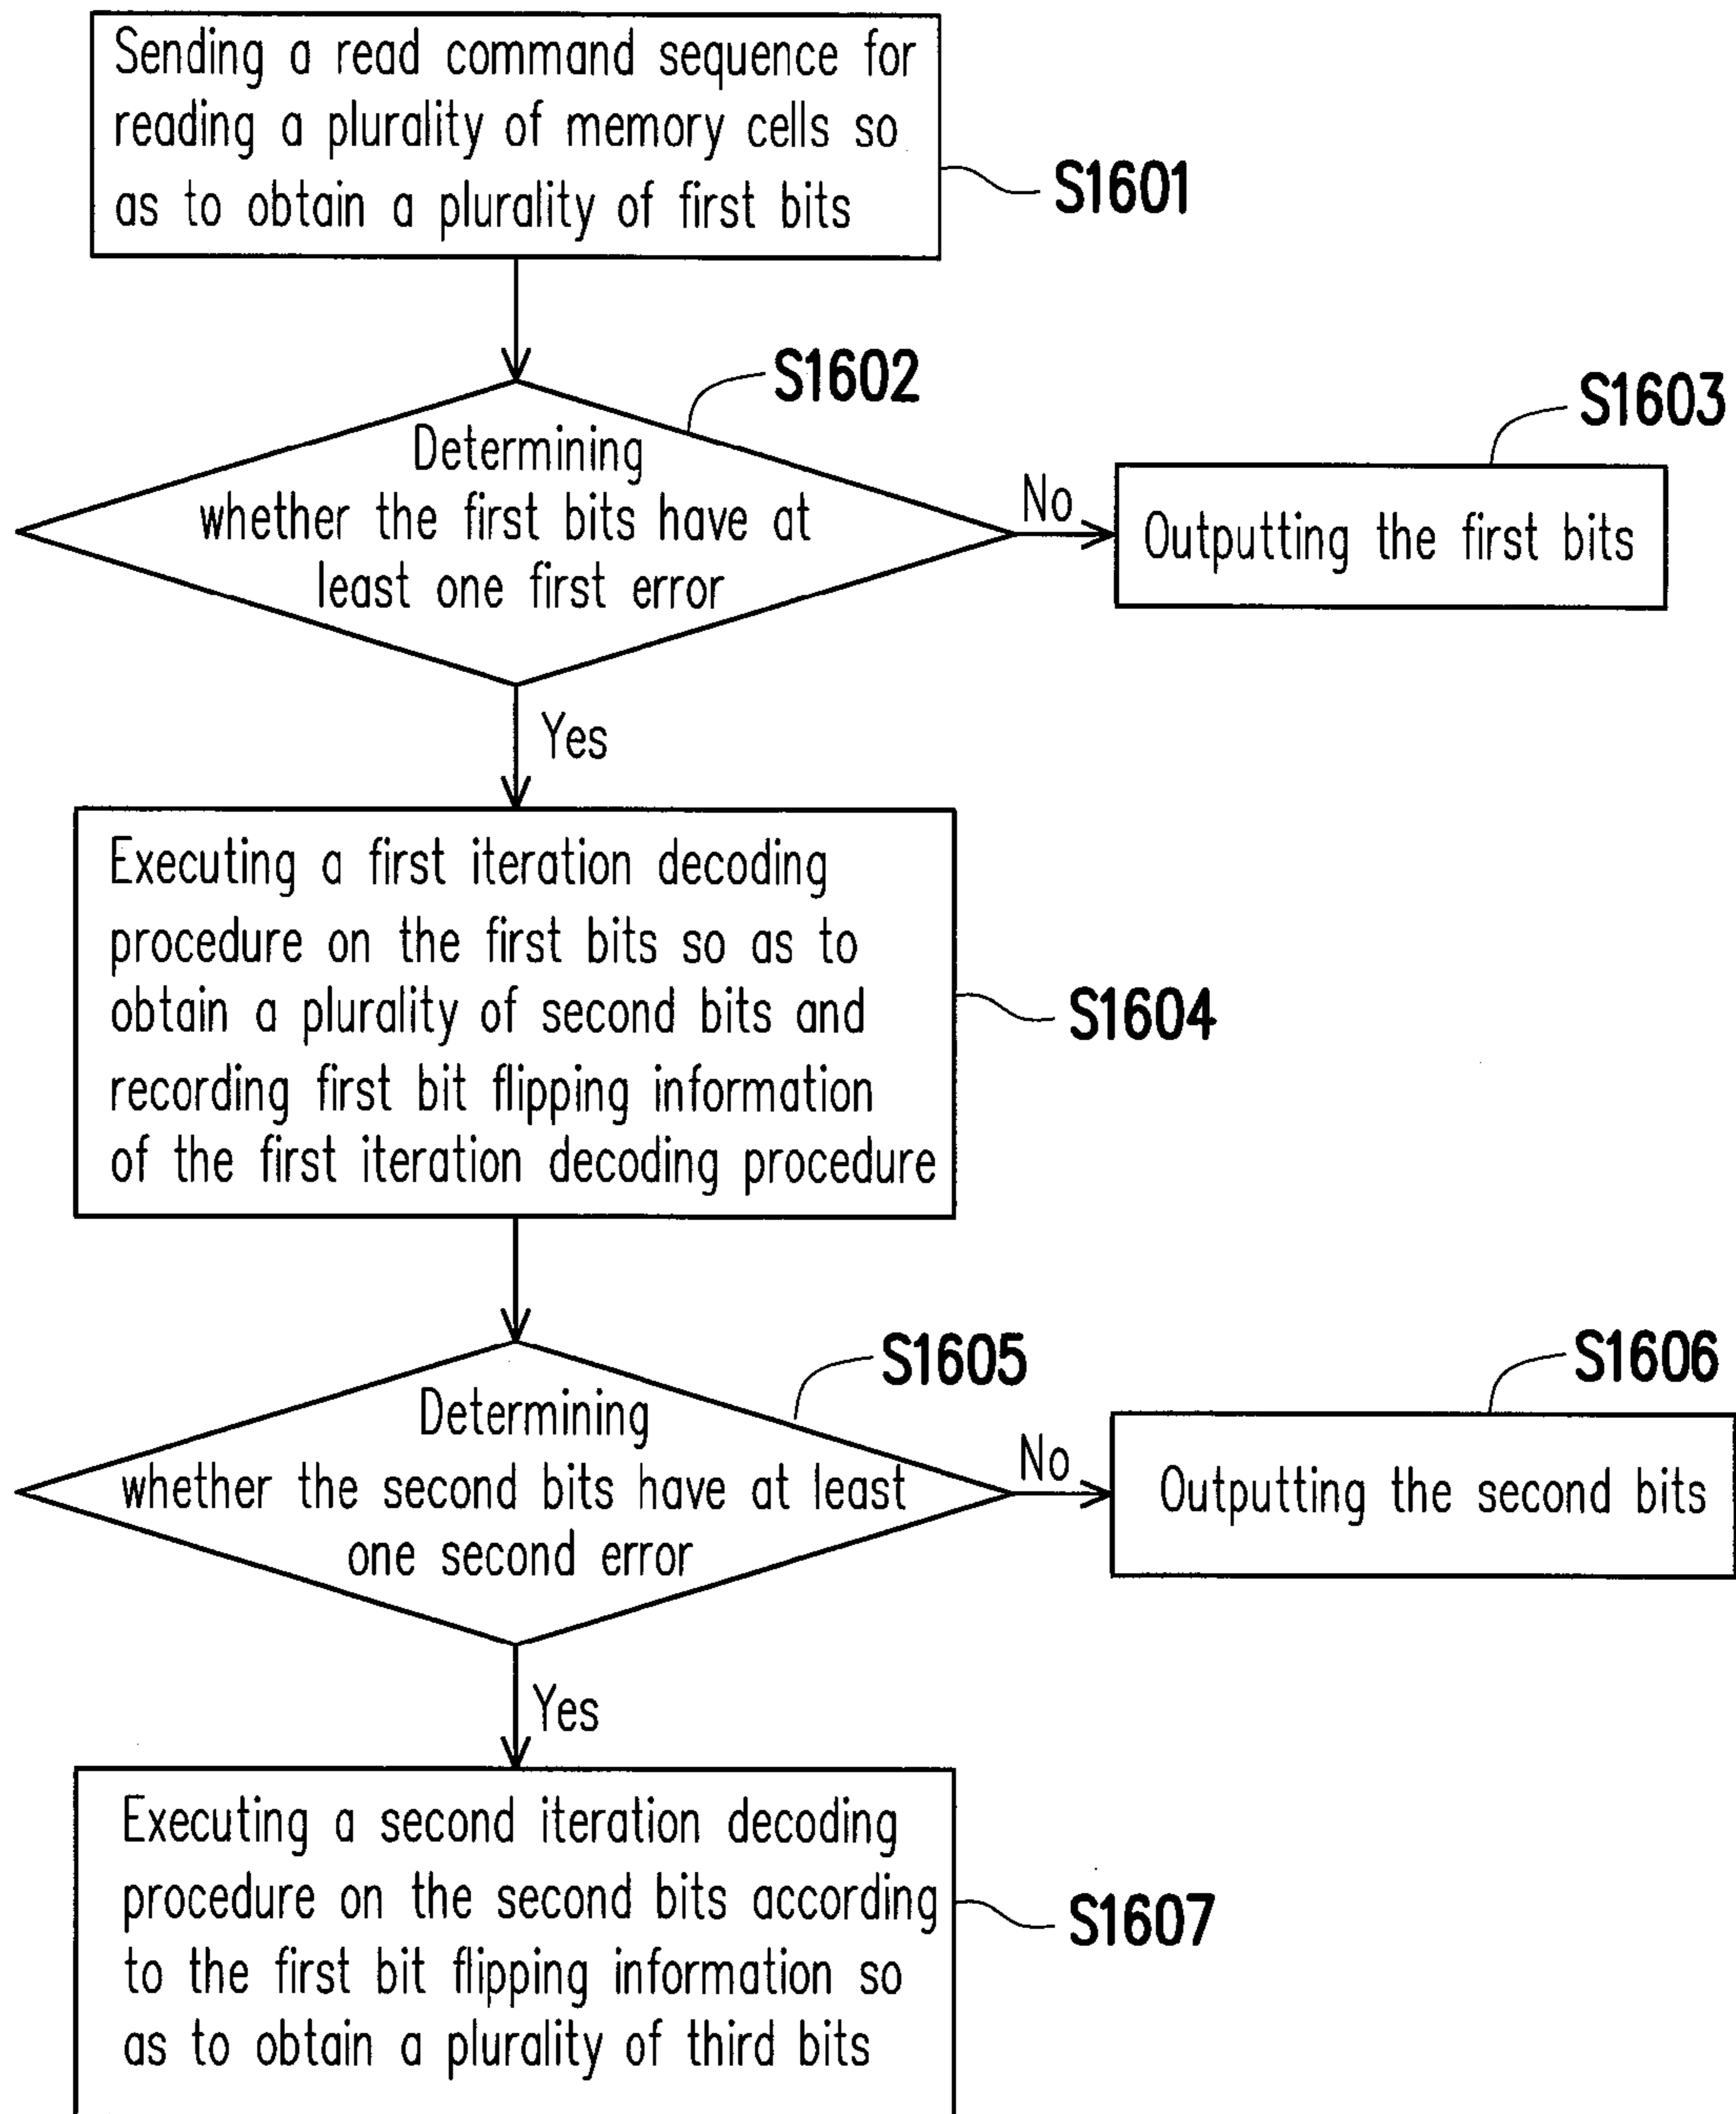 Sending a read command sequence for
reading a plurality of memory cells so
as to obtain a plurality of first bits
S1601
S1602
Determining
whether the first bits have at
least one first error
No
S1603
Outputting the first bits
Yes
Executing a first iteration decoding
procedure on the first bits so as to
obtain a plurality of second bits and
recording first bit flipping information
of the first iteration decoding procedure
S1604
S1605
Determining
whether the second bits have at least
one second error
No
S1606
Outputting the second bits
Yes
Executing a second iteration decoding
procedure on the second bits according
to the first bit flipping information so
as to obtain a plurality of third bits
S1607